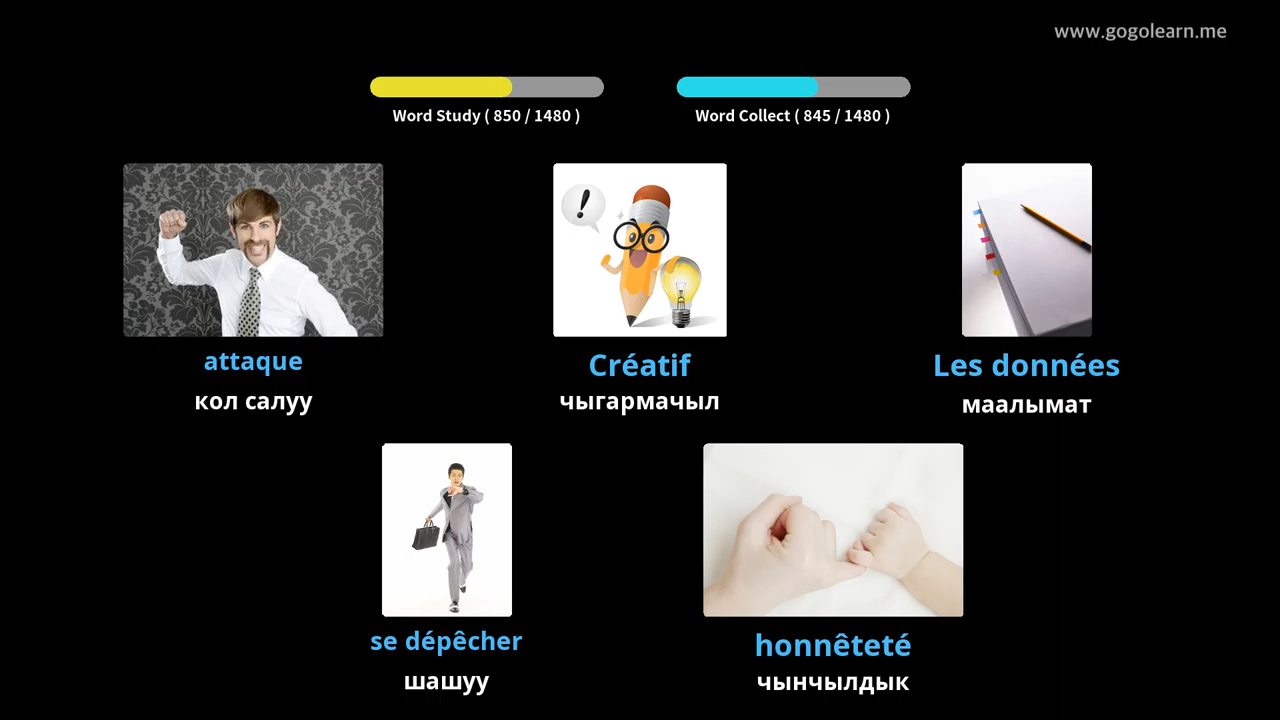 www.gogolearn.me
Word Study ( 850 / 1480 )
Word Collect ( 845 / 1480 )
attaque
кол салуу
Créatif
чыгармачыл
Les données
маалымат
se dépêcher
шашуу
honnêteté
чынчылдык